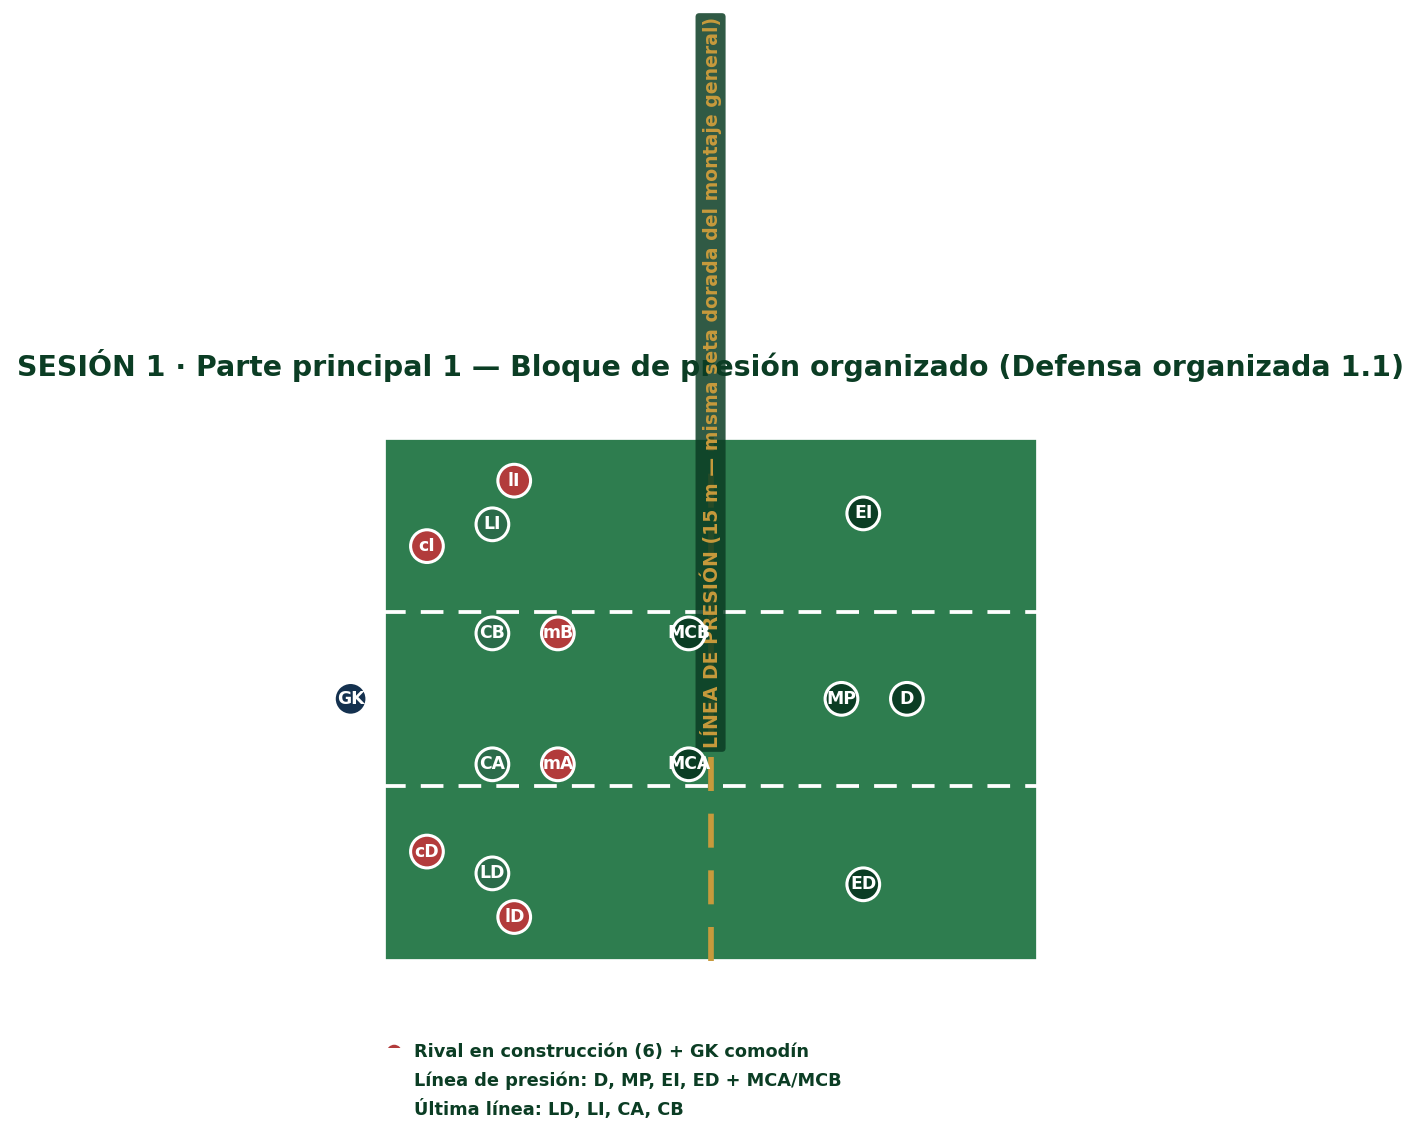 LÍNEA DE PRESIÓN (15 m — misma seta dorada del montaje general)
SESIÓN 1 · Parte principal 1 — Bloque de presión organizado (Defensa organizada 1.1)
lI
LI
EI
cI
CB
mB
MCB
GK
MP
D
CA
mA
MCA
cD
LD
ED
lD
Rival en construcción (6) + GK comodín
Línea de presión: D, MP, EI, ED + MCA/MCB
Última línea: LD, LI, CA, CB